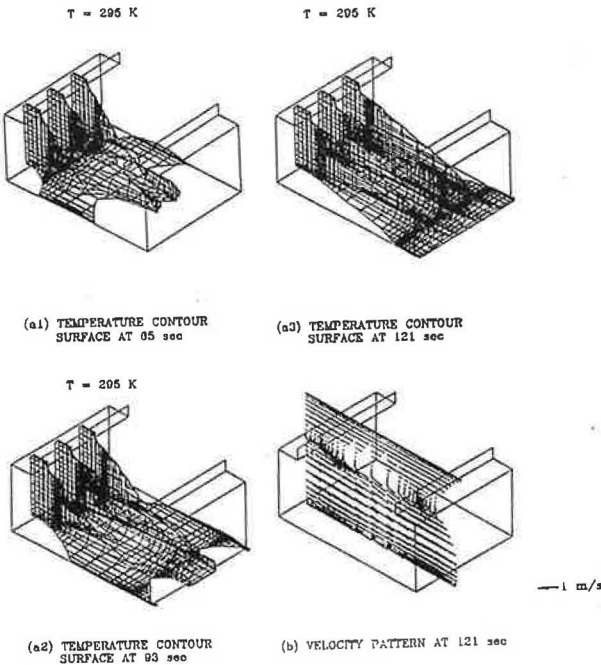 T = 295 K
T = 295 K
(a1) TEMPERATURE CONTOUR
SURFACE AT 65 sec
(a3) TEMPERATURE CONTOUR
SURFACE AT 121 sec
T = 295 K
1 m/s
(a2) TEMPERATURE CONTOUR
SURFACE AT 93 sec
(b) VELOCITY PATTERN AT 121 sec